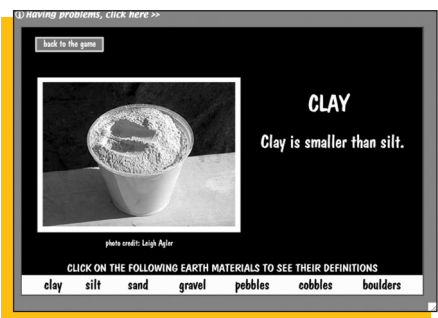 Having problems, click here >>
back to the game
CLAY
Clay is smaller than silt.
photo credit: Leigh Agler
CLICK ON THE FOLLOWING EARTH MATERIALS TO SEE THEIR DEFINITIONS
clay silt sand gravel pebbles cobbles boulders